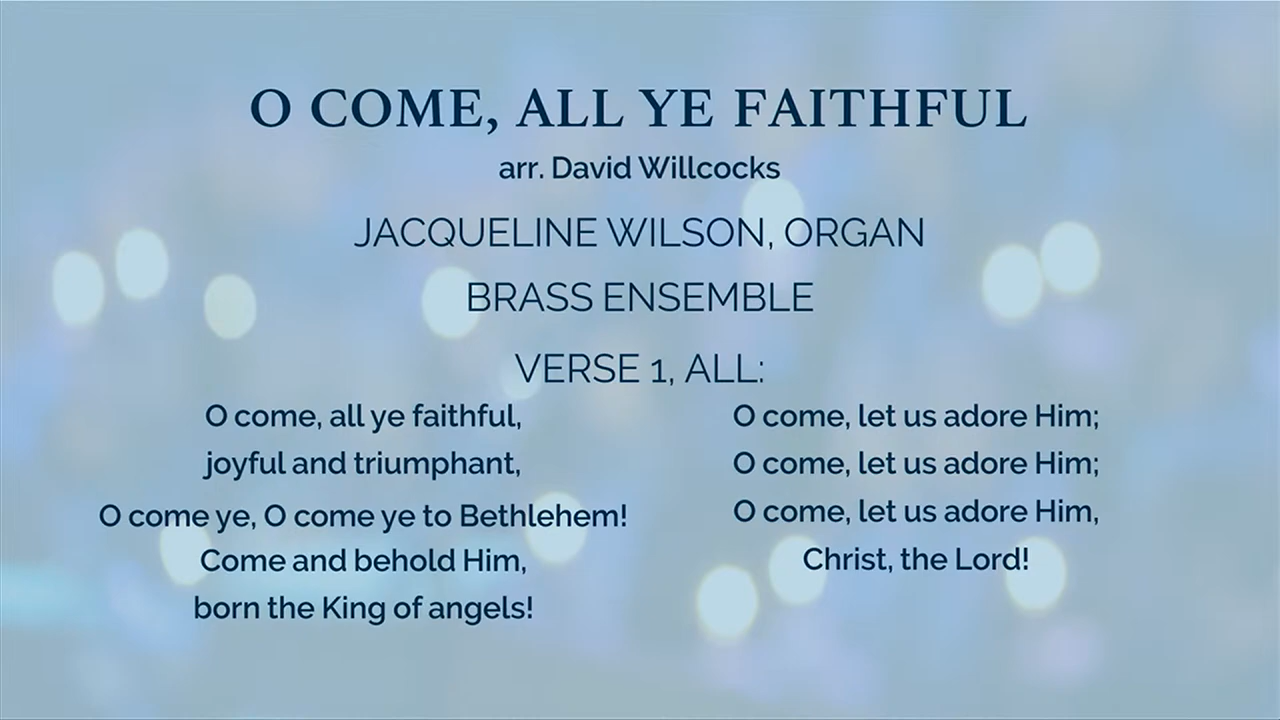 O COME, ALL YE FAITHFUL
arr. David Willcocks
JACQUELINE WILSON, ORGAN
BRASS ENSEMBLE
VERSE 1, ALL:
O come, all ye faithful,
joyful and triumphant,
O come ye, O come ye to Bethlehem!
Come and behold Him,
born the King of angels!
O come, let us adore Him;
O come, let us adore Him;
O come, let us adore Him,
Christ, the Lord!